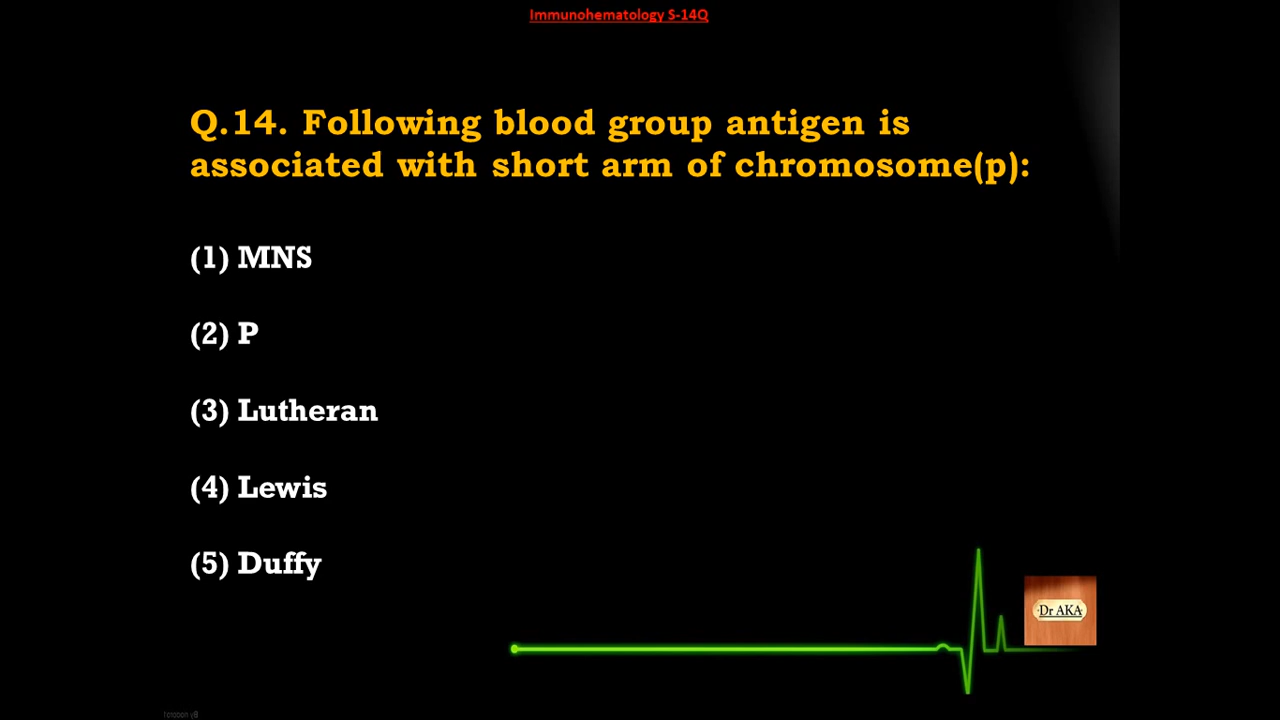 Immunohematology S-14Q
Q.14. Following blood group antigen is
associated with short arm of chromosome(p):
(1) MNS
(2) P
(3) Lutheran
(4) Lewis
(5) Duffy
Dr AKA